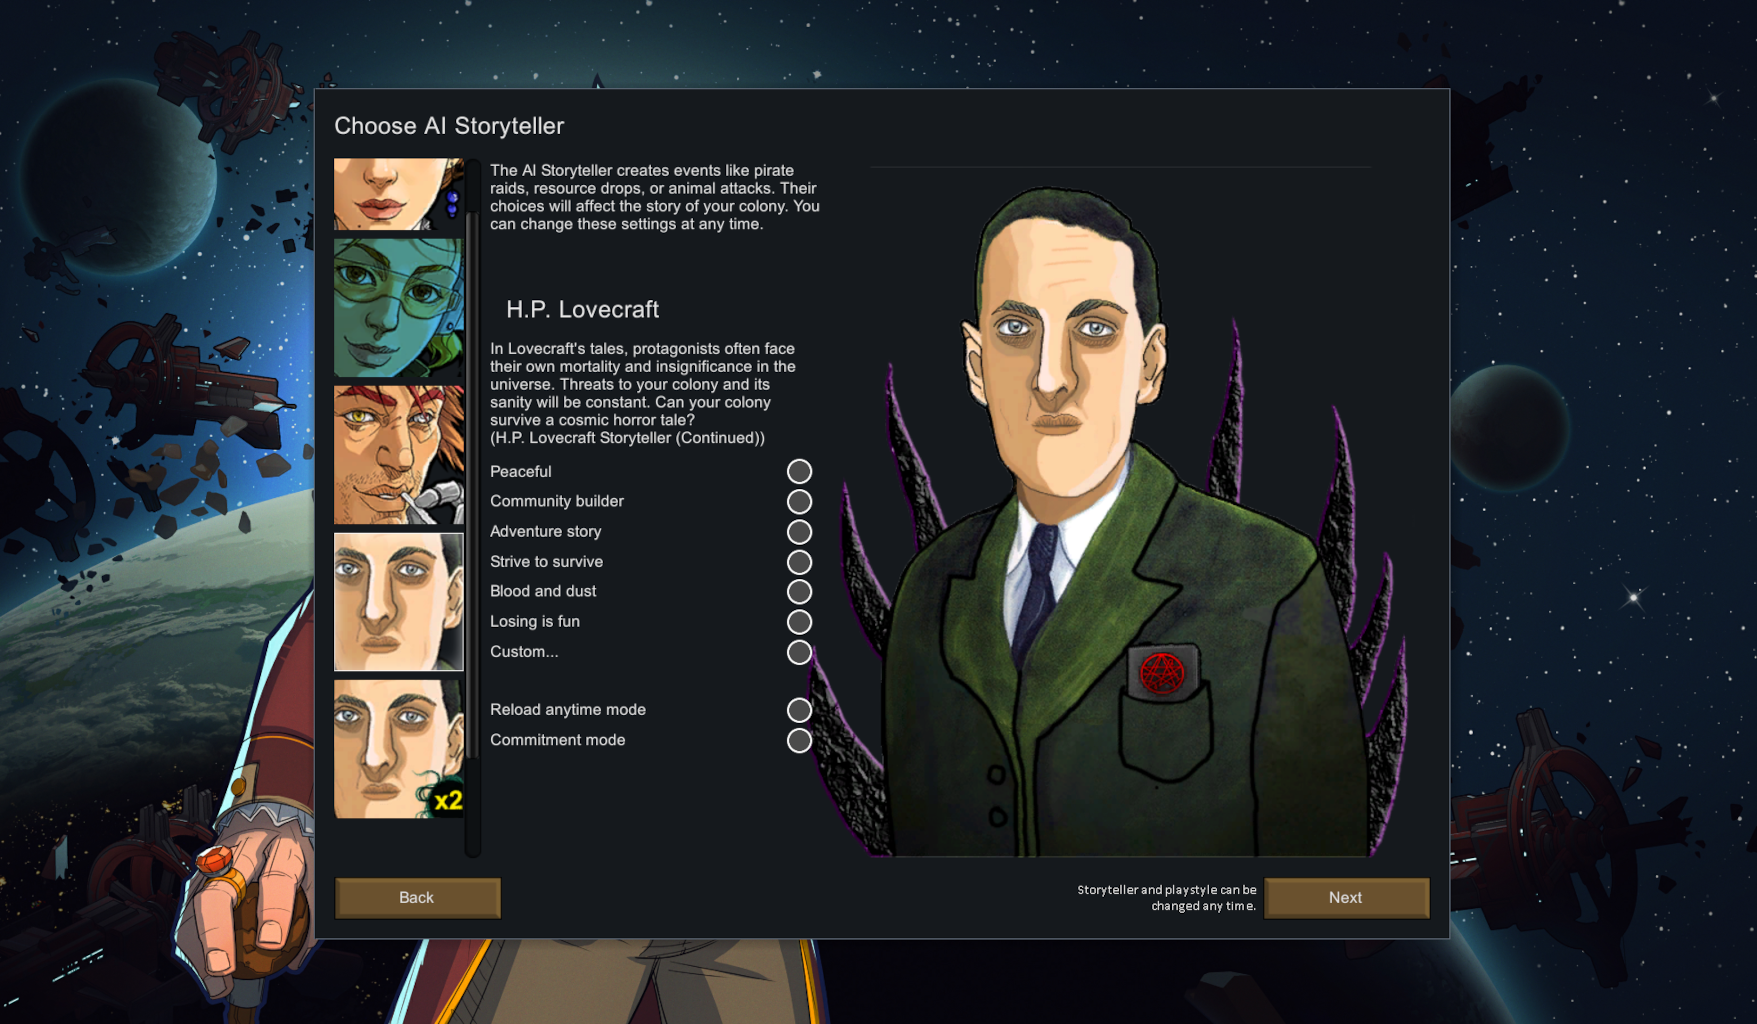 Choose AI Storyteller
The AI Storyteller creates events like pirate
raids, resource drops, or animal attacks. Their
choices will affect the story of your colony. You
can change these settings at any time.
H.P. Lovecraft
In Lovecraft's tales, protagonists often face
their own mortality and insignificance in the
universe. Threats to your colony and its
sanity will be constant. Can your colony
survive a cosmic horror tale?
(H.P. Lovecraft Storyteller (Continued))
Peaceful
Community builder
Adventure story
Strive to survive
Blood and dust
Losing is fun
Custom...
Reload anytime mode
Commitment mode
x2
Back
Storyteller and playstyle can be
changed any time.
Next